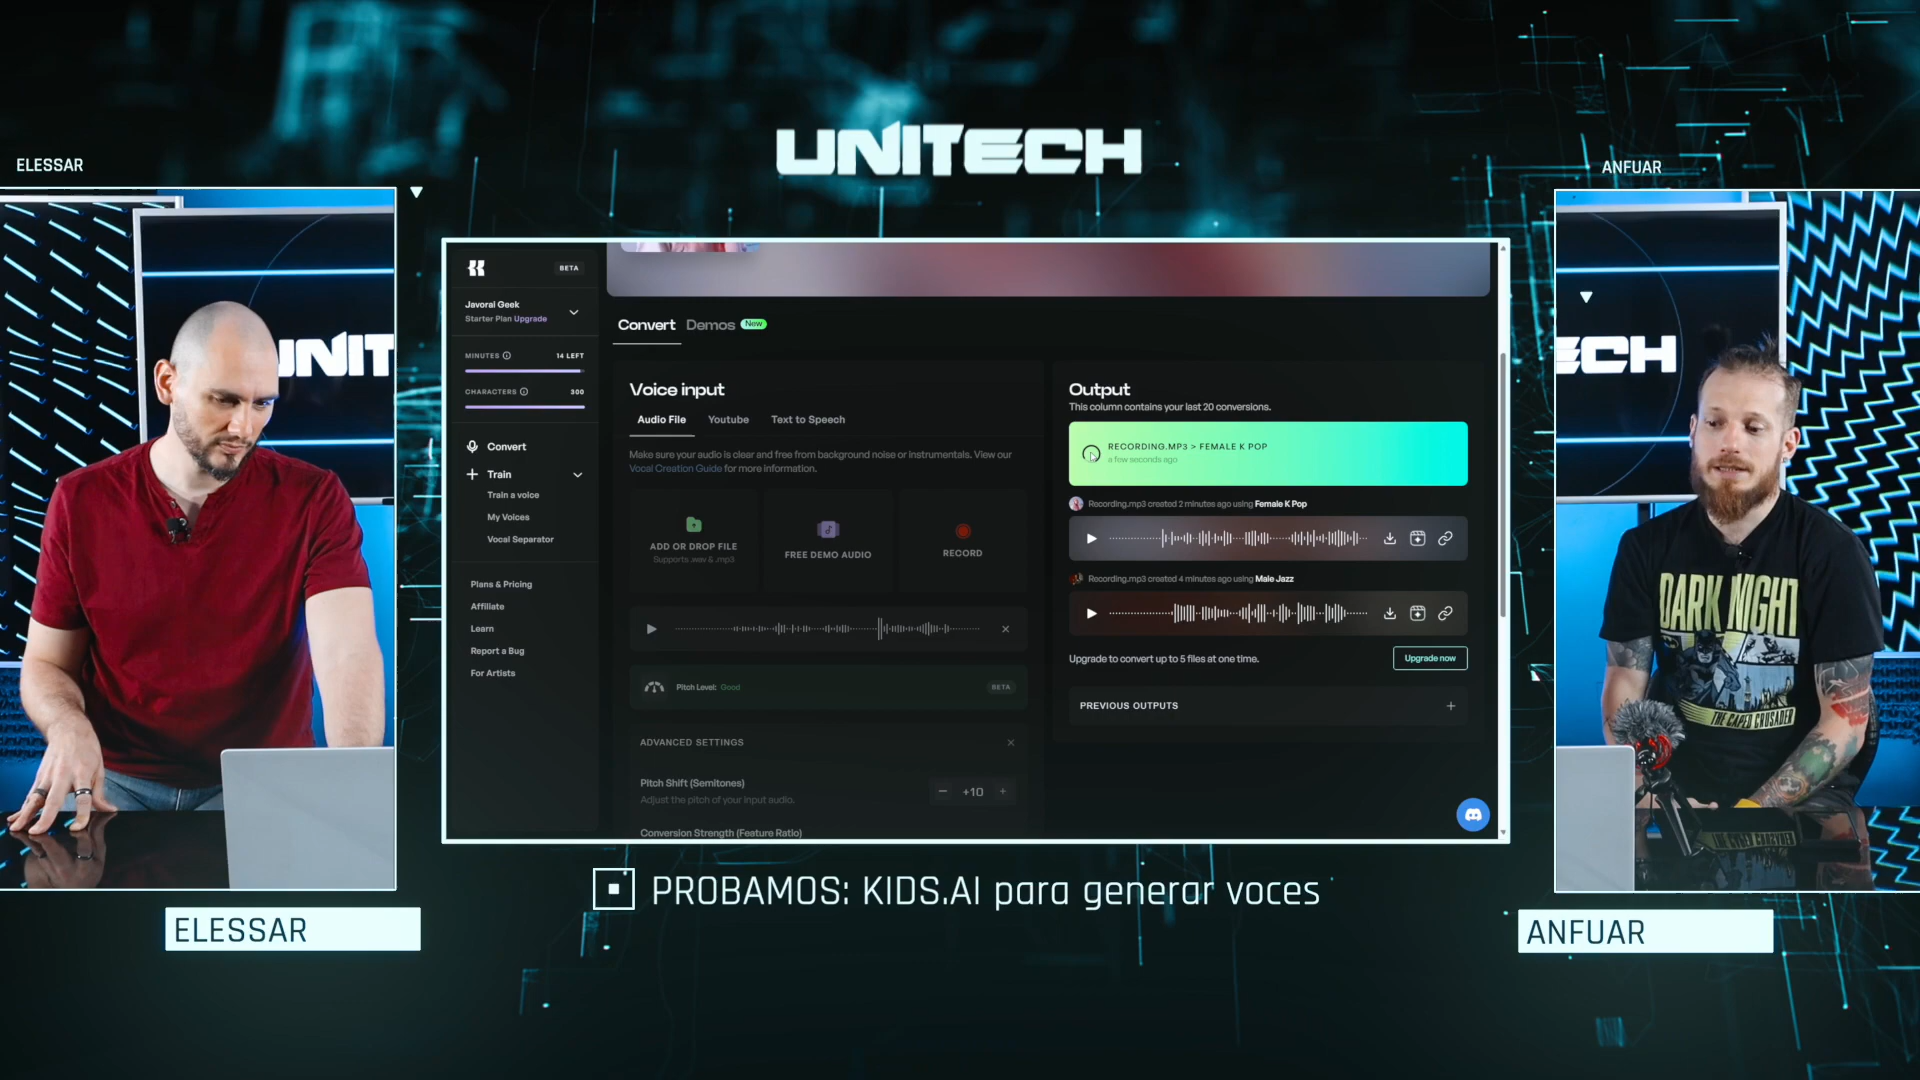 UNITECH
ELESSAR
ANFUAR
UNIT
ECH
BETA
Javoral Geek
Starter Plan Upgrade
MINUTES
14 LEFT
CHARACTERS
300
Convert
Train
Train a voice
My Voices
Vocal Separator
Plans & Pricing
Affiliate
Learn
Report a Bug
For Artists
Convert
Demos
New
Voice input
Audio File
Youtube
Text to Speech
Make sure your audio is clear and free from background noise or instrumentals. View our
Vocal Creation Guide for more information.
ADD OR DROP FILE
Supports .wav & .mp3
FREE DEMO AUDIO
RECORD
Pitch Level: Good
BETA
ADVANCED SETTINGS
Pitch Shift (Semitones)
Adjust the pitch of your input audio.
+10
Conversion Strength (Feature Ratio)
Output
This column contains your last 20 conversions.
RECORDING.MP3 > FEMALE K POP
a few seconds ago
Recording.mp3 created 2 minutes ago using Female K Pop
Recording.mp3 created 4 minutes ago using Male Jazz
Upgrade to convert up to 5 files at one time.
Upgrade now
PREVIOUS OUTPUTS
DARK NIGHT
THE CAPED CRUSADER
PROBAMOS: KIDS.AI para generar voces
ELESSAR
ANFUAR